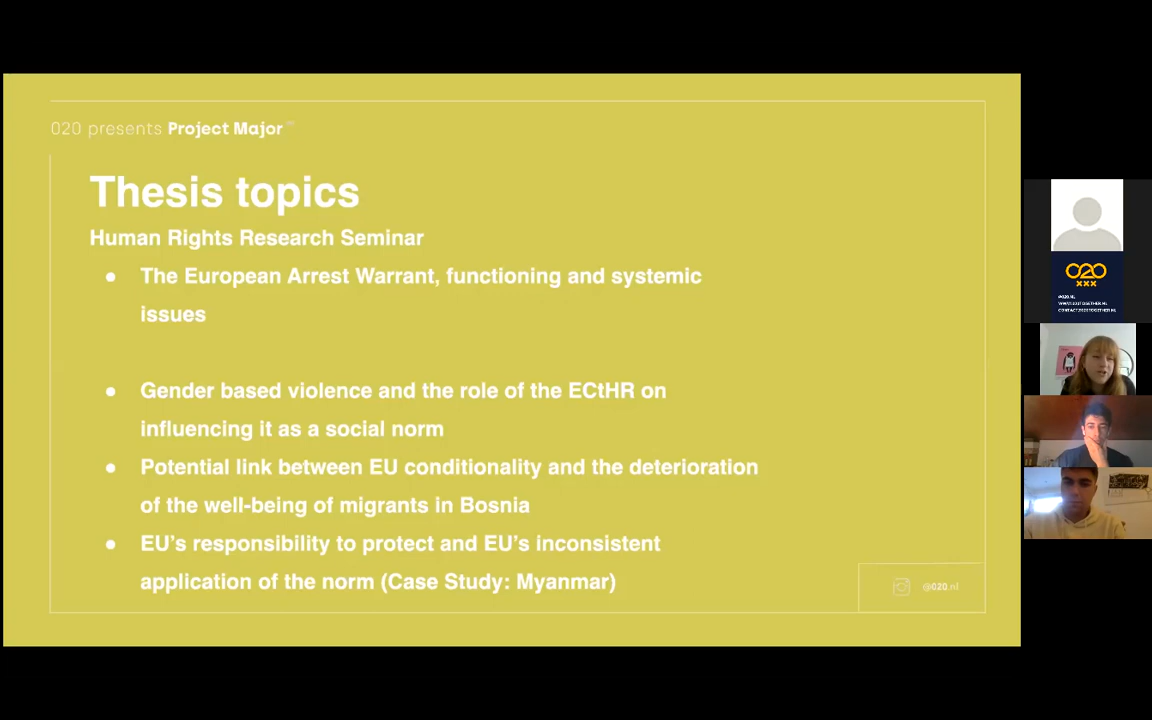 020 presents Project Major
Thesis topics
Human Rights Research Seminar
● The European Arrest Warrant, functioning and systemic
issues
● Gender based violence and the role of the ECtHR on
influencing it as a social norm
● Potential link between EU conditionality and the deterioration
of the well-being of migrants in Bosnia
● EU's responsibility to protect and EU's inconsistent
application of the norm (Case Study: Myanmar)
@020.nl
020
xxx
@020.NL